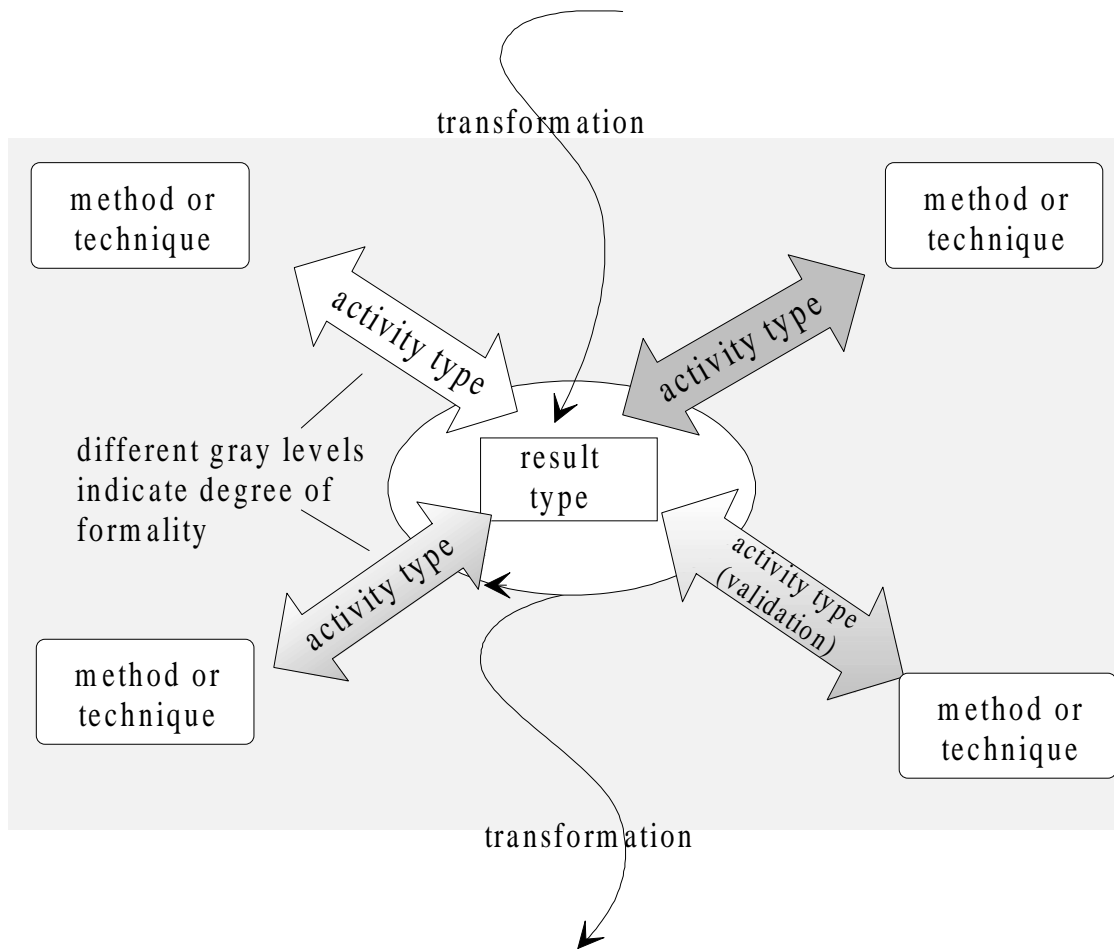 transformation
method or
technique
method or
technique
activity type
activity type
different gray levels
indicate degree of
formality
result
type
activity type
activity type
(validation)
method or
technique
method or
technique
transformation